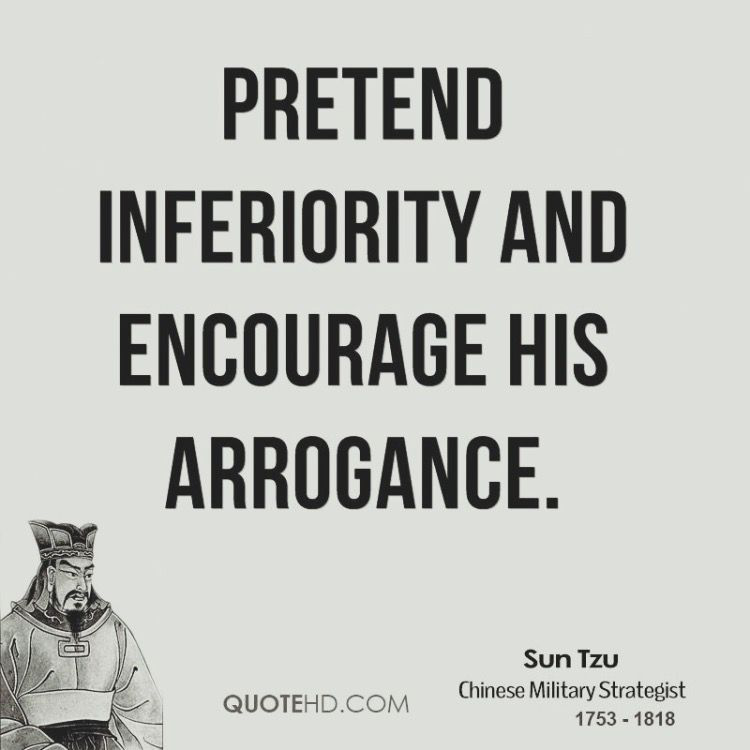 PRETEND
INFERIORITY AND
ENCOURAGE HIS
ARROGANCE.
Sun Tzu
Chinese Military Strategist
1753 - 1818
QUOTEHD.COM